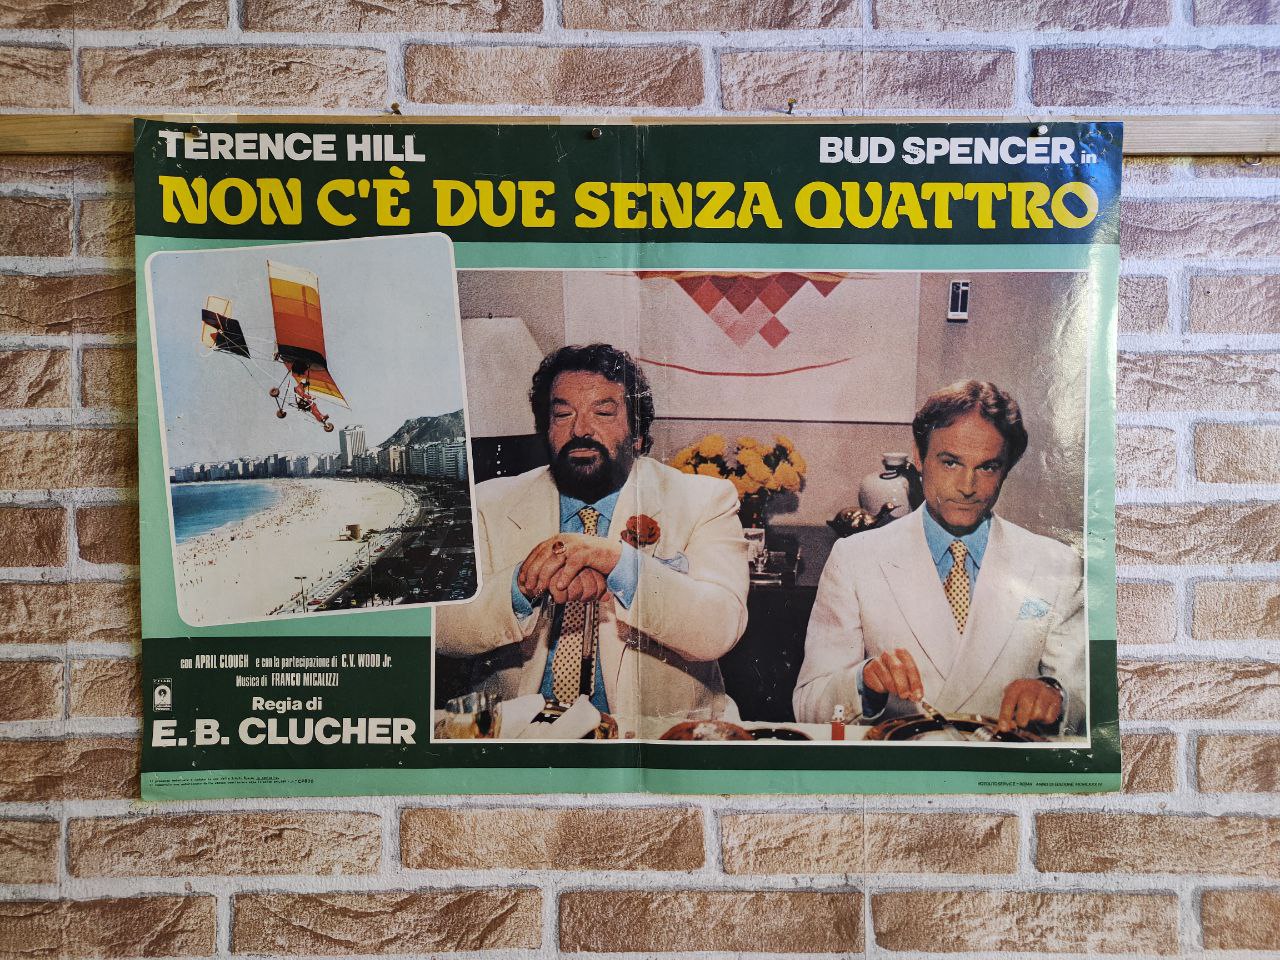 TERENCE HILL
BUD SPENCER in
NON C'È DUE SENZA QUATTRO
con APRIL CLOUGH e con la partecipazione di C.V. WOOD Jr.
Musica di FRANCO MICALIZZI
Regia di
E. B. CLUCHER